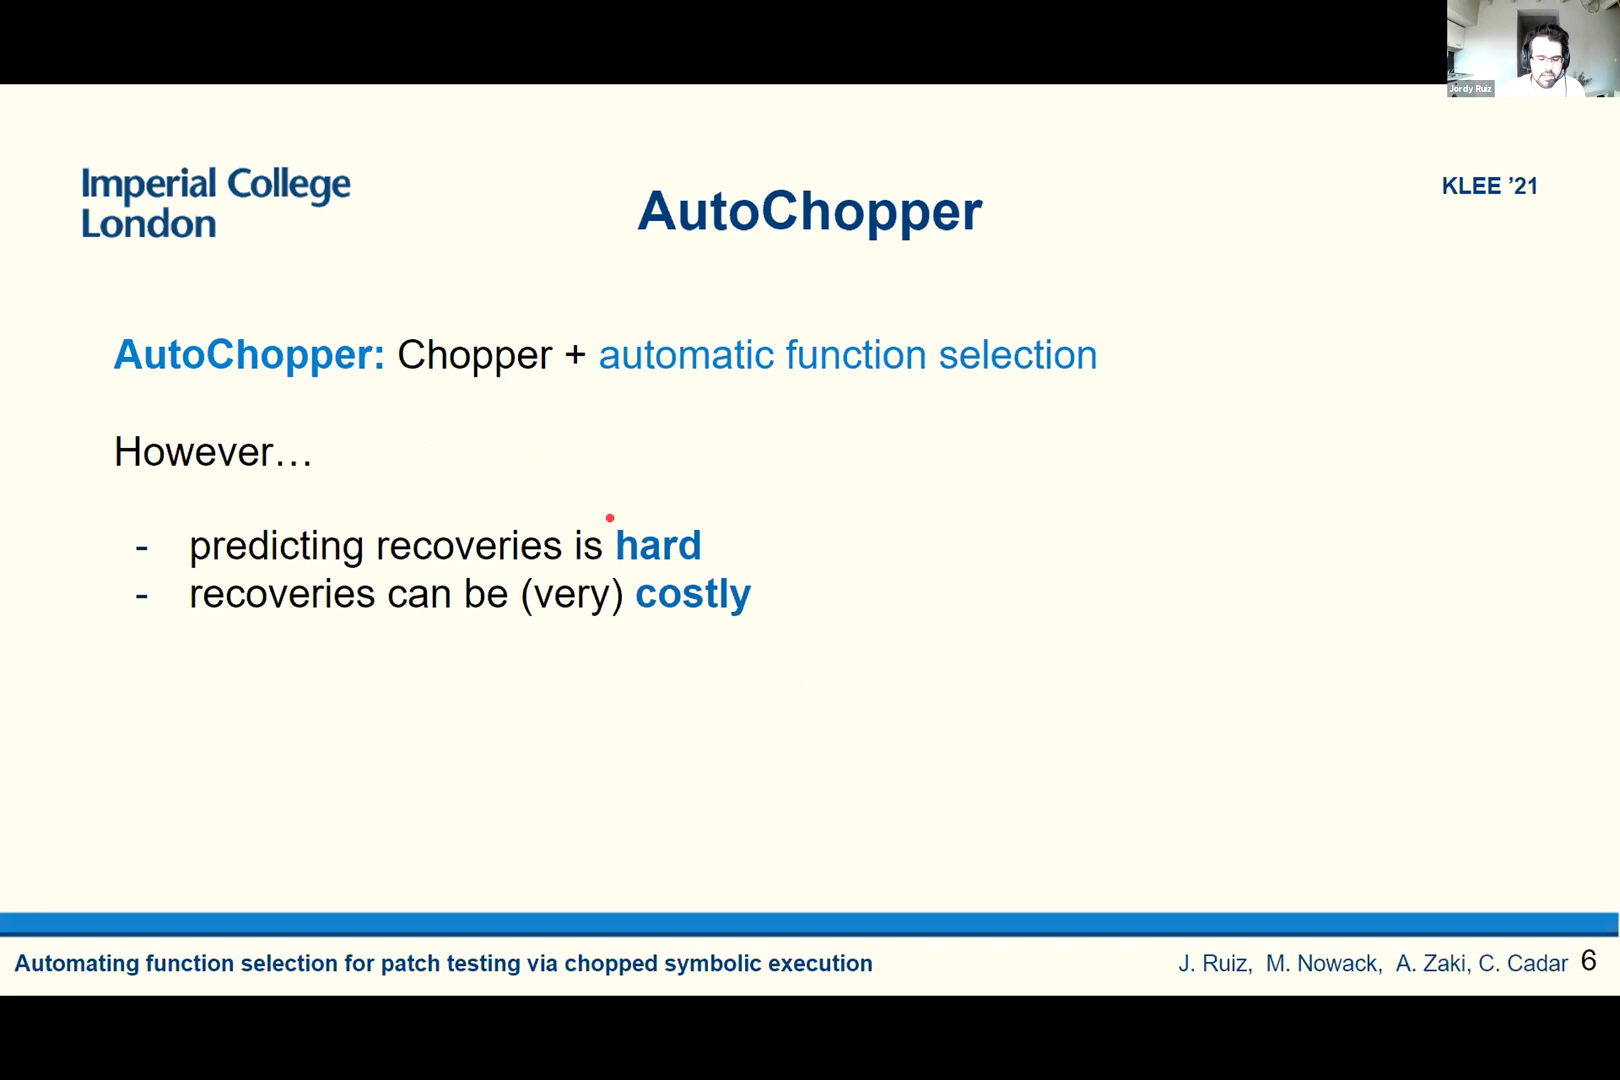 Jordy Ruiz
Imperial College
London
AutoChopper
KLEE ’21
AutoChopper: Chopper + automatic function selection
However…
- predicting recoveries is hard
- recoveries can be (very) costly
Automating function selection for patch testing via chopped symbolic execution
J. Ruiz, M. Nowack, A. Zaki, C. Cadar 6